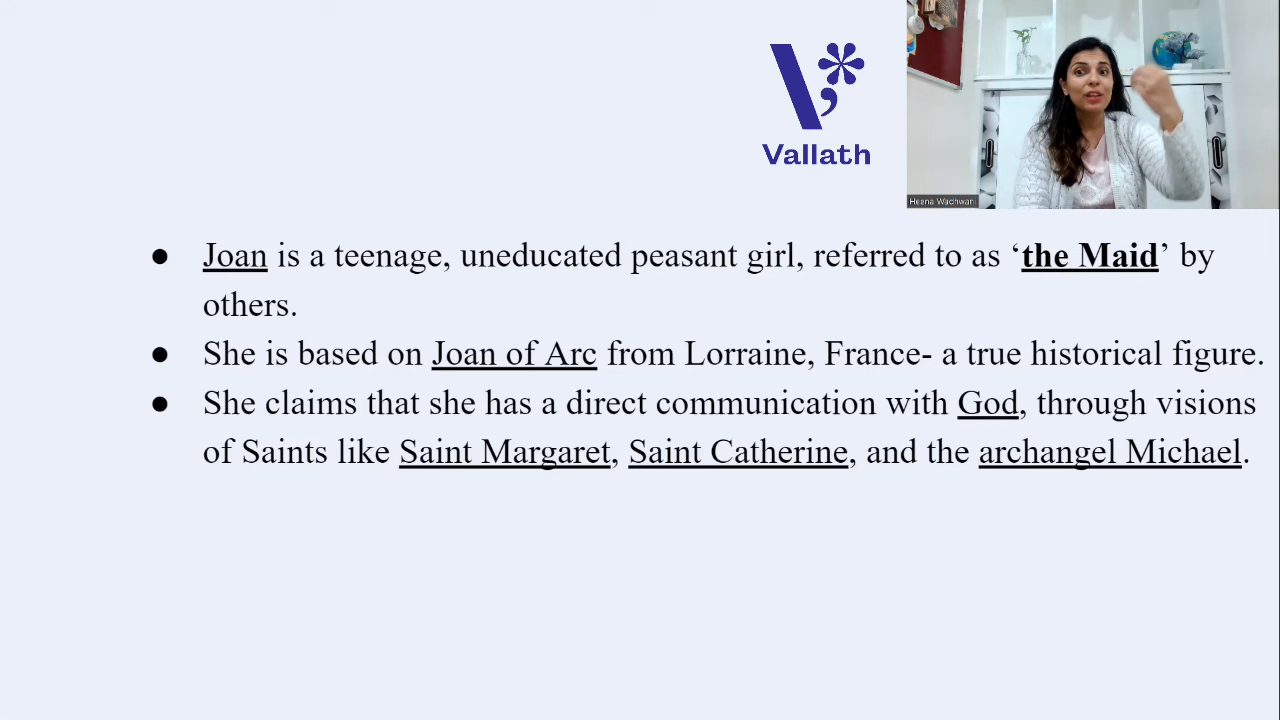 Vallath
Heena Wadhwani
● Joan is a teenage, uneducated peasant girl, referred to as ‘the Maid’ by
others.
● She is based on Joan of Arc from Lorraine, France- a true historical figure.
● She claims that she has a direct communication with God, through visions
of Saints like Saint Margaret, Saint Catherine, and the archangel Michael.